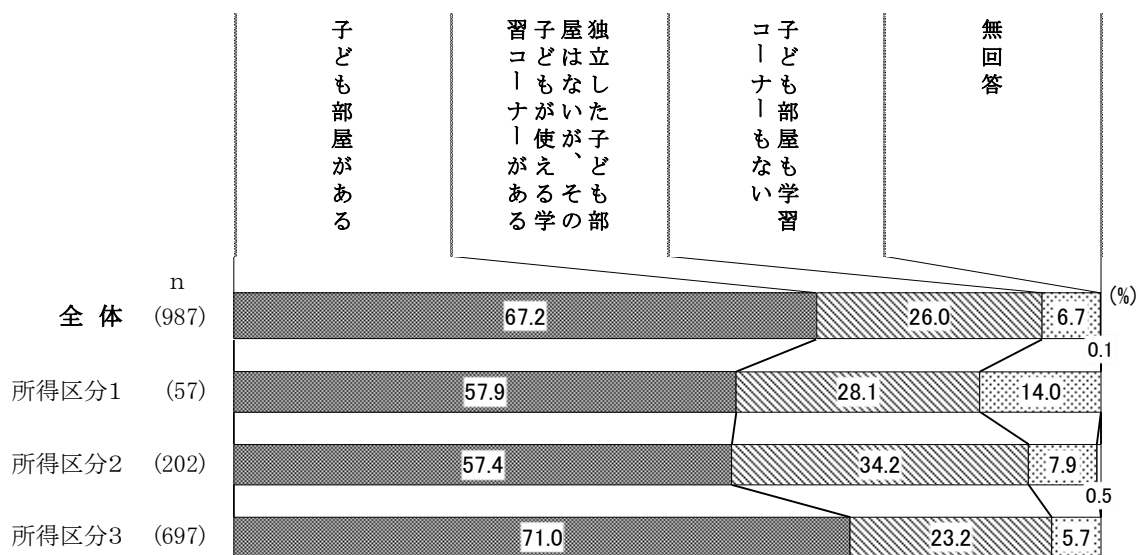 子ども部屋がある
独立した子ども部
屋はないが、その
子どもが使える学
習コーナーがある
子ども部屋も学習
コーナーもない
無回答
n
(%)
全体 (987) 67.2 26.0 6.7
0.1
所得区分1 (57) 57.9 28.1 14.0
所得区分2 (202) 57.4 34.2 7.9
0.5
所得区分3 (697) 71.0 23.2 5.7